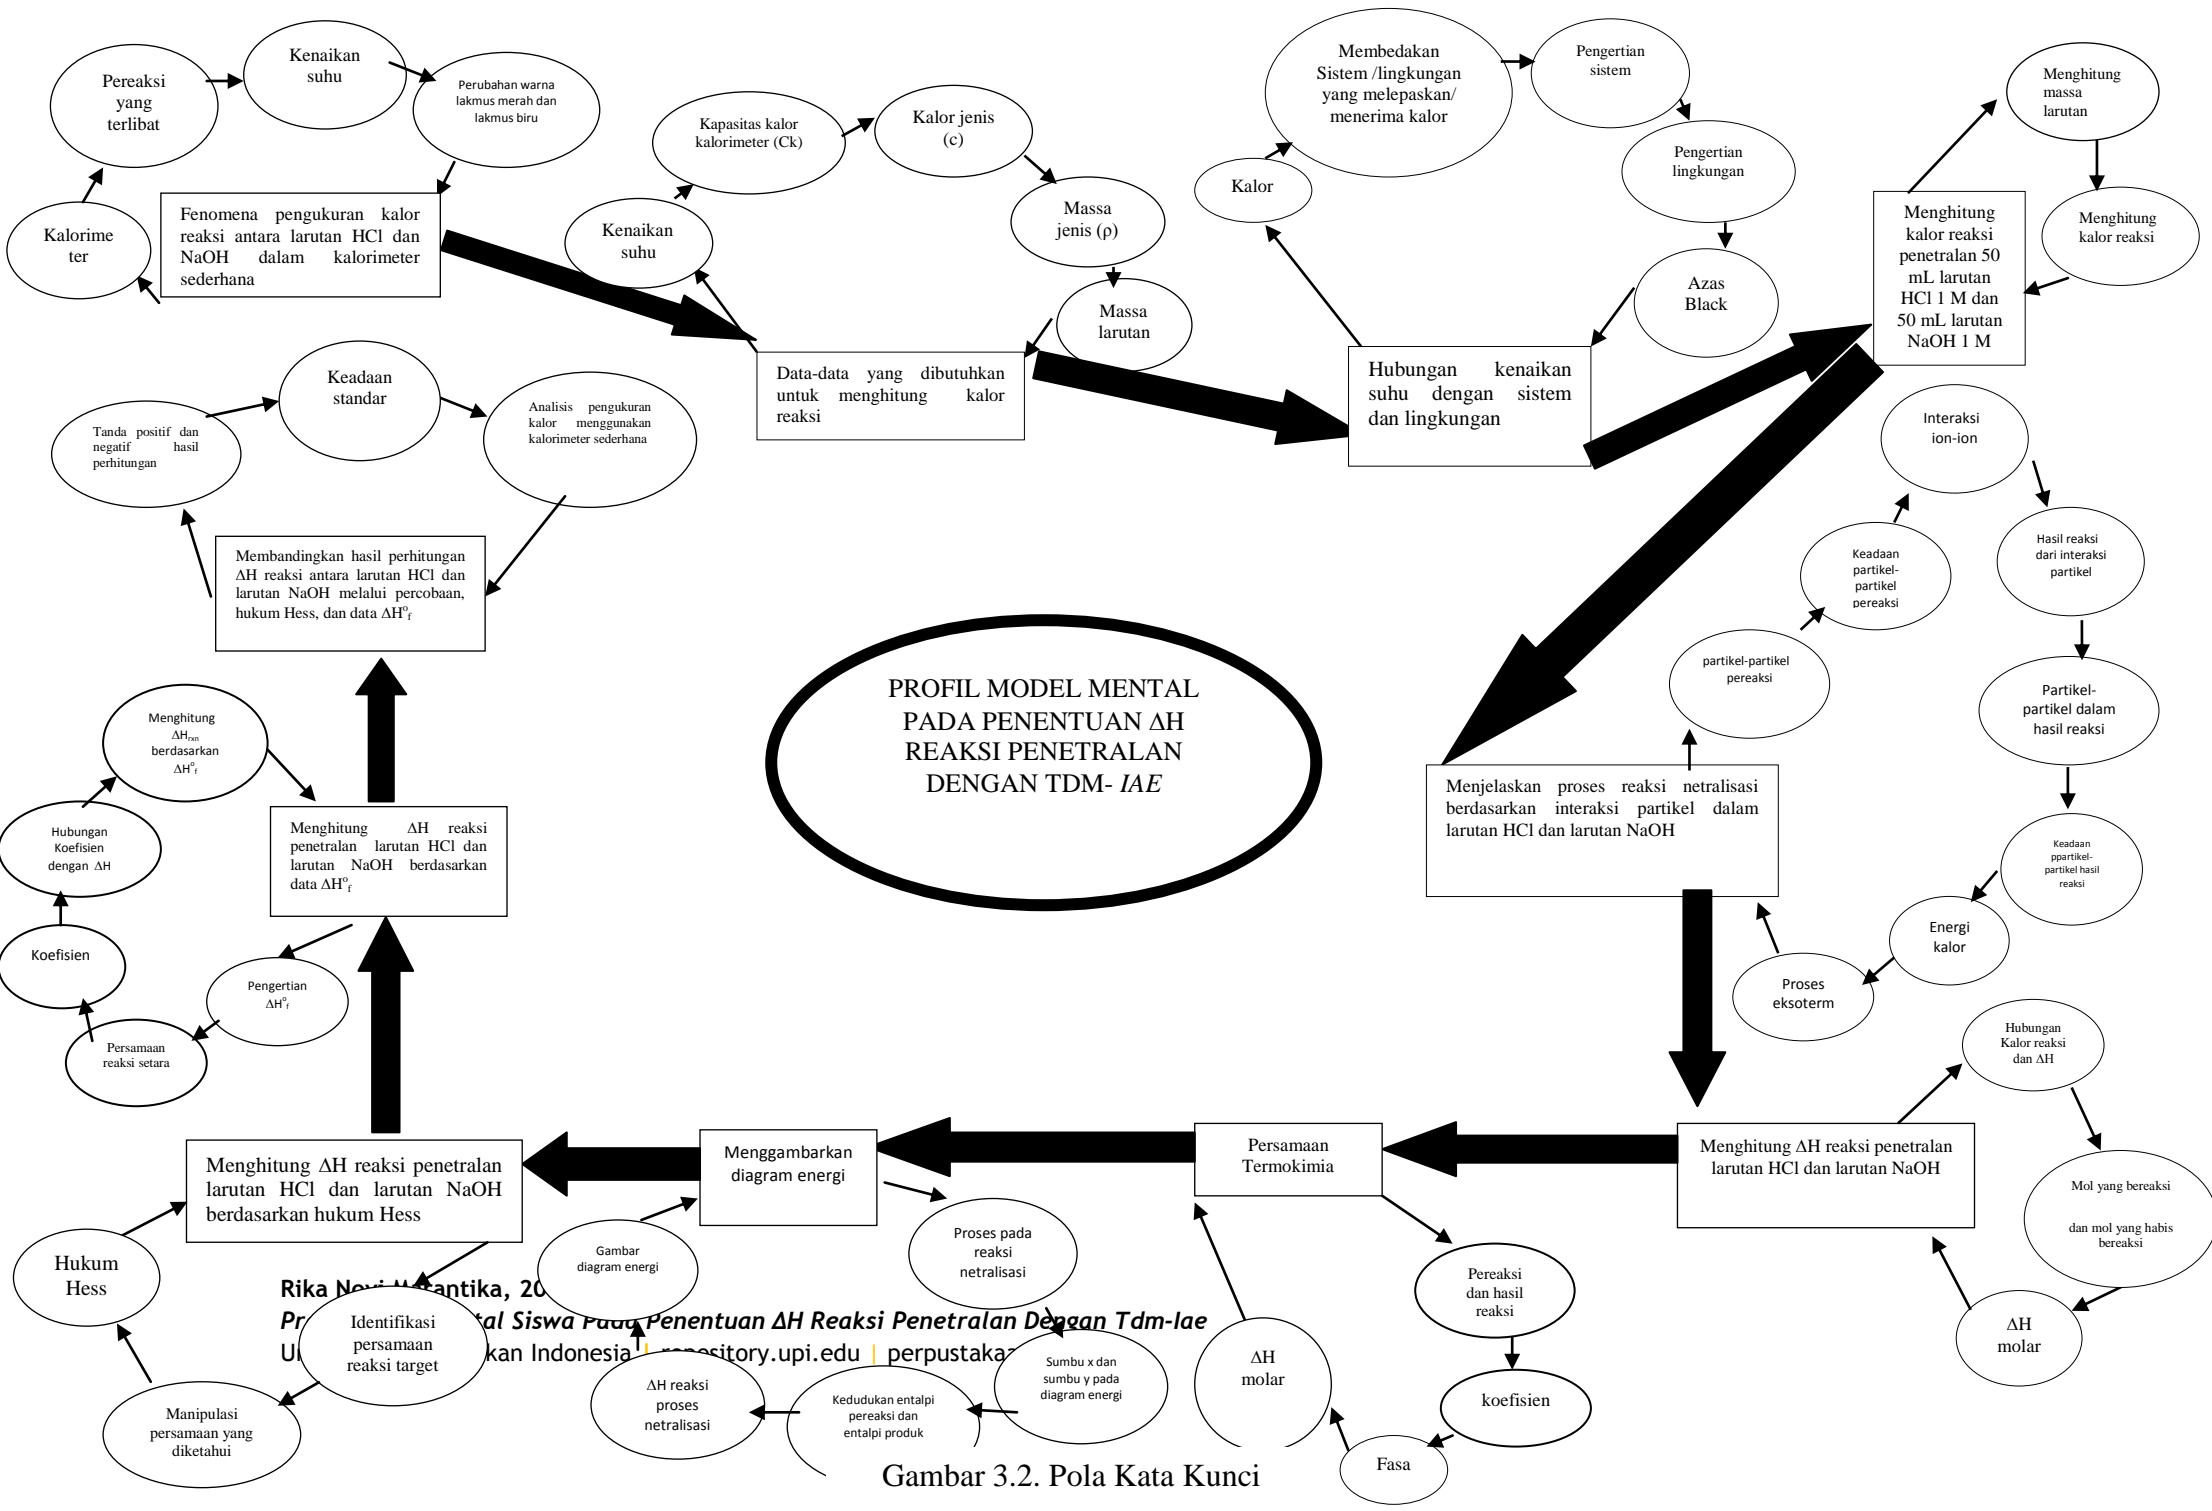 Kenaikan
suhu
Pereaksi
yang
terlibat
Perubahan warna
lakmus merah dan
lakmus biru
Kalorime
ter
Fenomena pengukuran kalor
reaksi antara larutan HCl dan
NaOH dalam kalorimeter
sederhana
Kapasitas kalor
kalorimeter (Ck)
Kalor jenis
(c)
Kenaikan
suhu
Massa
jenis (ρ)
Massa
larutan
Data-data yang dibutuhkan
untuk menghitung kalor
reaksi
Membedakan
Sistem /lingkungan
yang melepaskan/
menerima kalor
Pengertian
sistem
Kalor
Pengertian
lingkungan
Azas
Black
Hubungan kenaikan
suhu dengan sistem
dan lingkungan
Menghitung
massa
larutan
Menghitung
kalor reaksi
Menghitung
kalor reaksi
penetralan 50
mL larutan
HCl 1 M dan
50 mL larutan
NaOH 1 M
Keadaan
standar
Tanda positif dan
negatif hasil
perhitungan
Analisis pengukuran
kalor menggunakan
kalorimeter sederhana
Membandingkan hasil perhitungan
ΔH reaksi antara larutan HCl dan
larutan NaOH melalui percobaan,
hukum Hess, dan data ΔH°f
Interaksi
ion-ion
Keadaan
partikel-
partikel
pereaksi
Hasil reaksi
dari interaksi
partikel
partikel-partikel
pereaksi
Partikel-
partikel dalam
hasil reaksi
PROFIL MODEL MENTAL
PADA PENENTUAN ΔH
REAKSI PENETRALAN
DENGAN TDM- IAE
Menjelaskan proses reaksi netralisasi
berdasarkan interaksi partikel dalam
larutan HCl dan larutan NaOH
Keadaan
ppartikel-
partikel hasil
reaksi
Energi
kalor
Proses
eksoterm
Menghitung
ΔHrxn
berdasarkan
ΔH°f
Hubungan
Koefisien
dengan ΔH
Menghitung ΔH reaksi
penetralan larutan HCl dan
larutan NaOH berdasarkan
data ΔH°f
Koefisien
Pengertian
ΔH°f
Persamaan
reaksi setara
Hubungan
Kalor reaksi
dan ΔH
Menghitung ΔH reaksi penetralan
larutan HCl dan larutan NaOH
Mol yang bereaksi
dan mol yang habis
bereaksi
ΔH
molar
Persamaan
Termokimia
Pereaksi
dan hasil
reaksi
koefisien
Fasa
ΔH
molar
Menggambarkan
diagram energi
Proses pada
reaksi
netralisasi
Sumbu x dan
sumbu y pada
diagram energi
Kedudukan entalpi
pereaksi dan
entalpi produk
ΔH reaksi
proses
netralisasi
Gambar
diagram energi
Menghitung ΔH reaksi penetralan
larutan HCl dan larutan NaOH
berdasarkan hukum Hess
Hukum
Hess
Identifikasi
persamaan
reaksi target
Manipulasi
persamaan yang
diketahui
Rika
Siswa Pada Penentuan ΔH Reaksi Penetralan Dengan Tdm-Iae
Indonesia | repository.upi.edu |
Gambar 3.2. Pola Kata Kunci